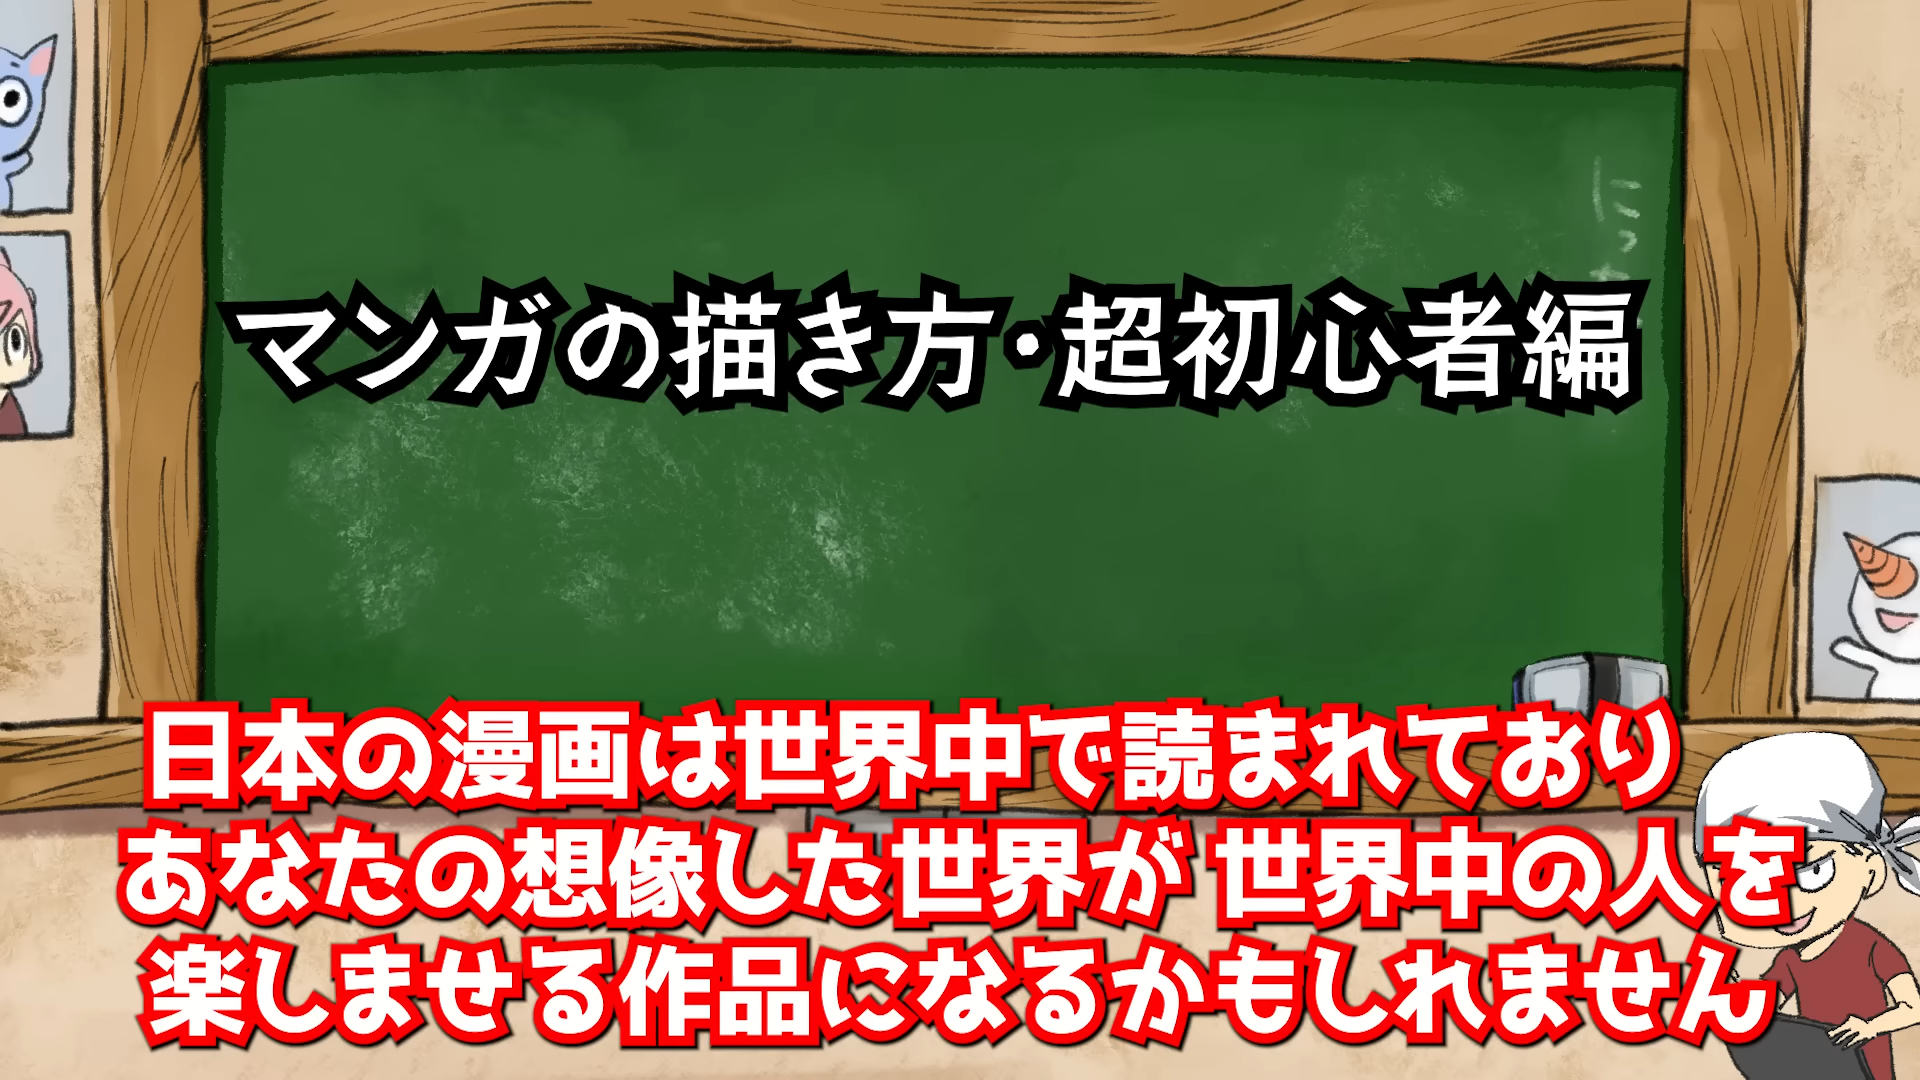 マンガの描き方・超初心者編
日本の漫画は世界中で読まれており
あなたの想像した世界が 世界中の人を
楽しませる作品になるかもしれません